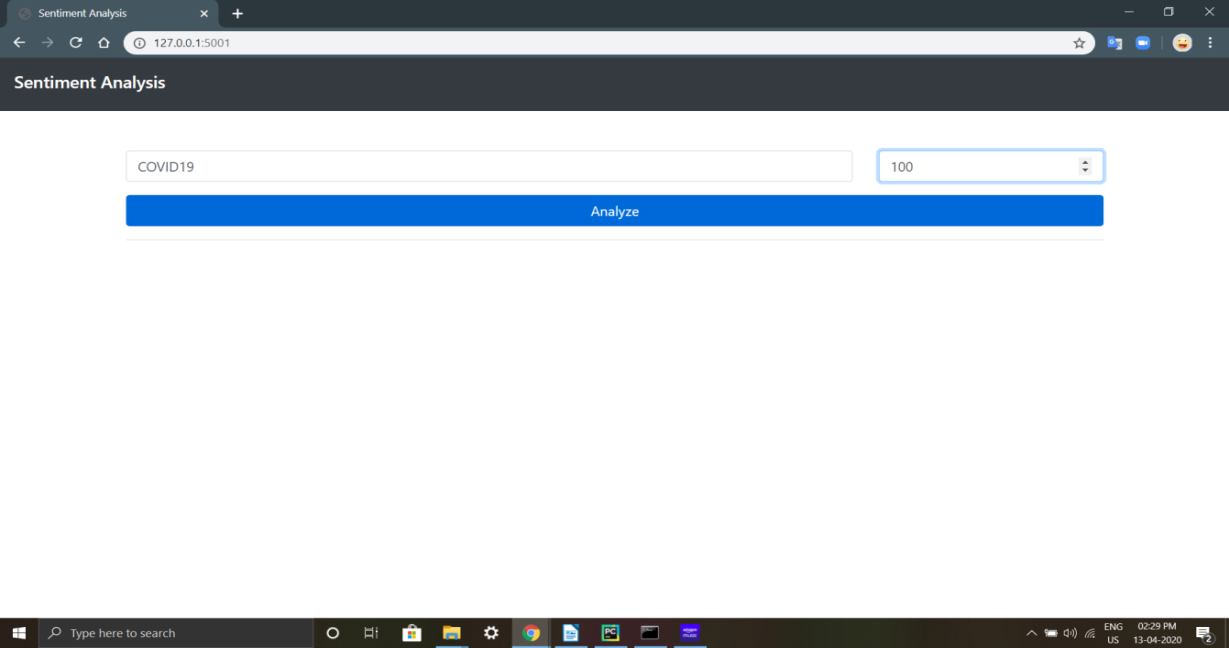 Sentiment Analysis
127.0.0.1:5001
Sentiment Analysis
COVID19
100
Analyze
Type here to search
PC
ENG
US
02:29 PM
13-04-2020
2